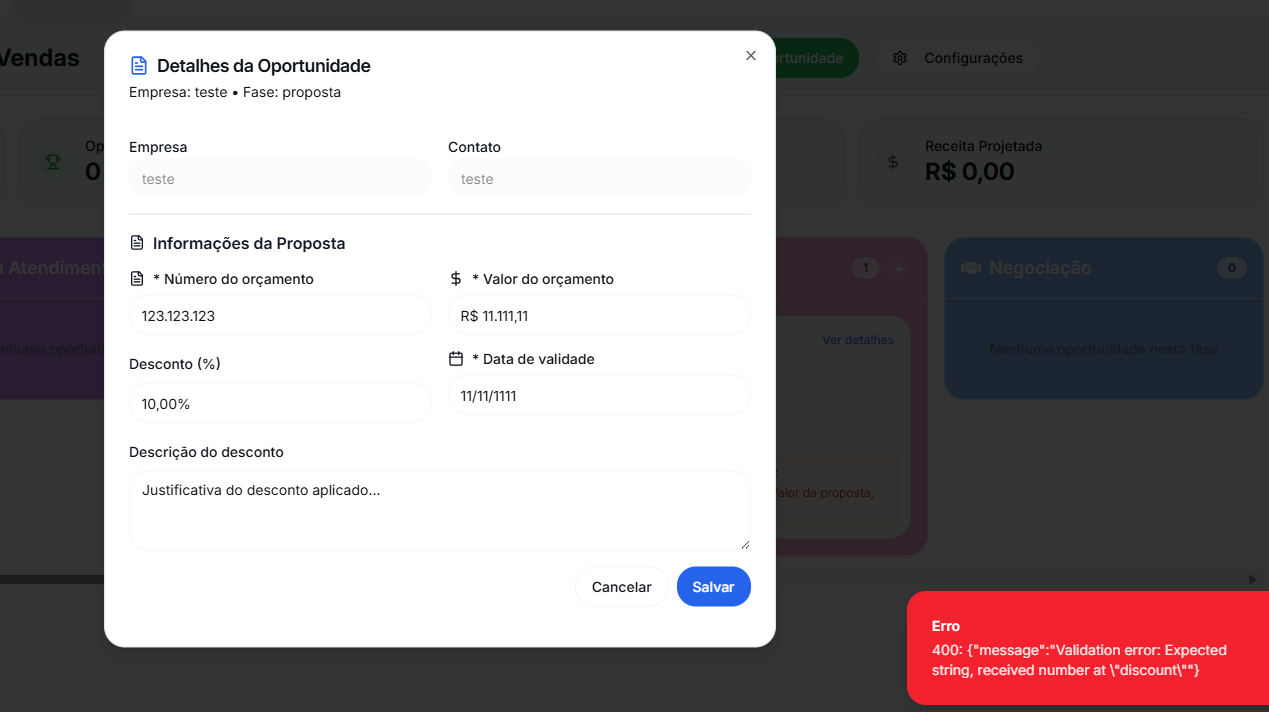 Vendas
Detalhes da Oportunidade
rtunidade
Configurações
Empresa: teste • Fase: proposta
Op
0
Receita Projetada
R$ 0,00
Empresa
Contato
teste
teste
Informações da Proposta
Atendimen
1
Negociação
0
* Número do orçamento
* Valor do orçamento
123.123.123
R$ 11.111,11
nhuma oportun
Ver detalhes
Nenhuma oportunidade nesta fase
Desconto (%)
* Data de validade
10,00%
11/11/1111
Descrição do desconto
Justificativa do desconto aplicado...
alor da proposta,
Cancelar
Salvar
Erro
400: {"message":"Validation error: Expected
string, received number at \"discount\""}